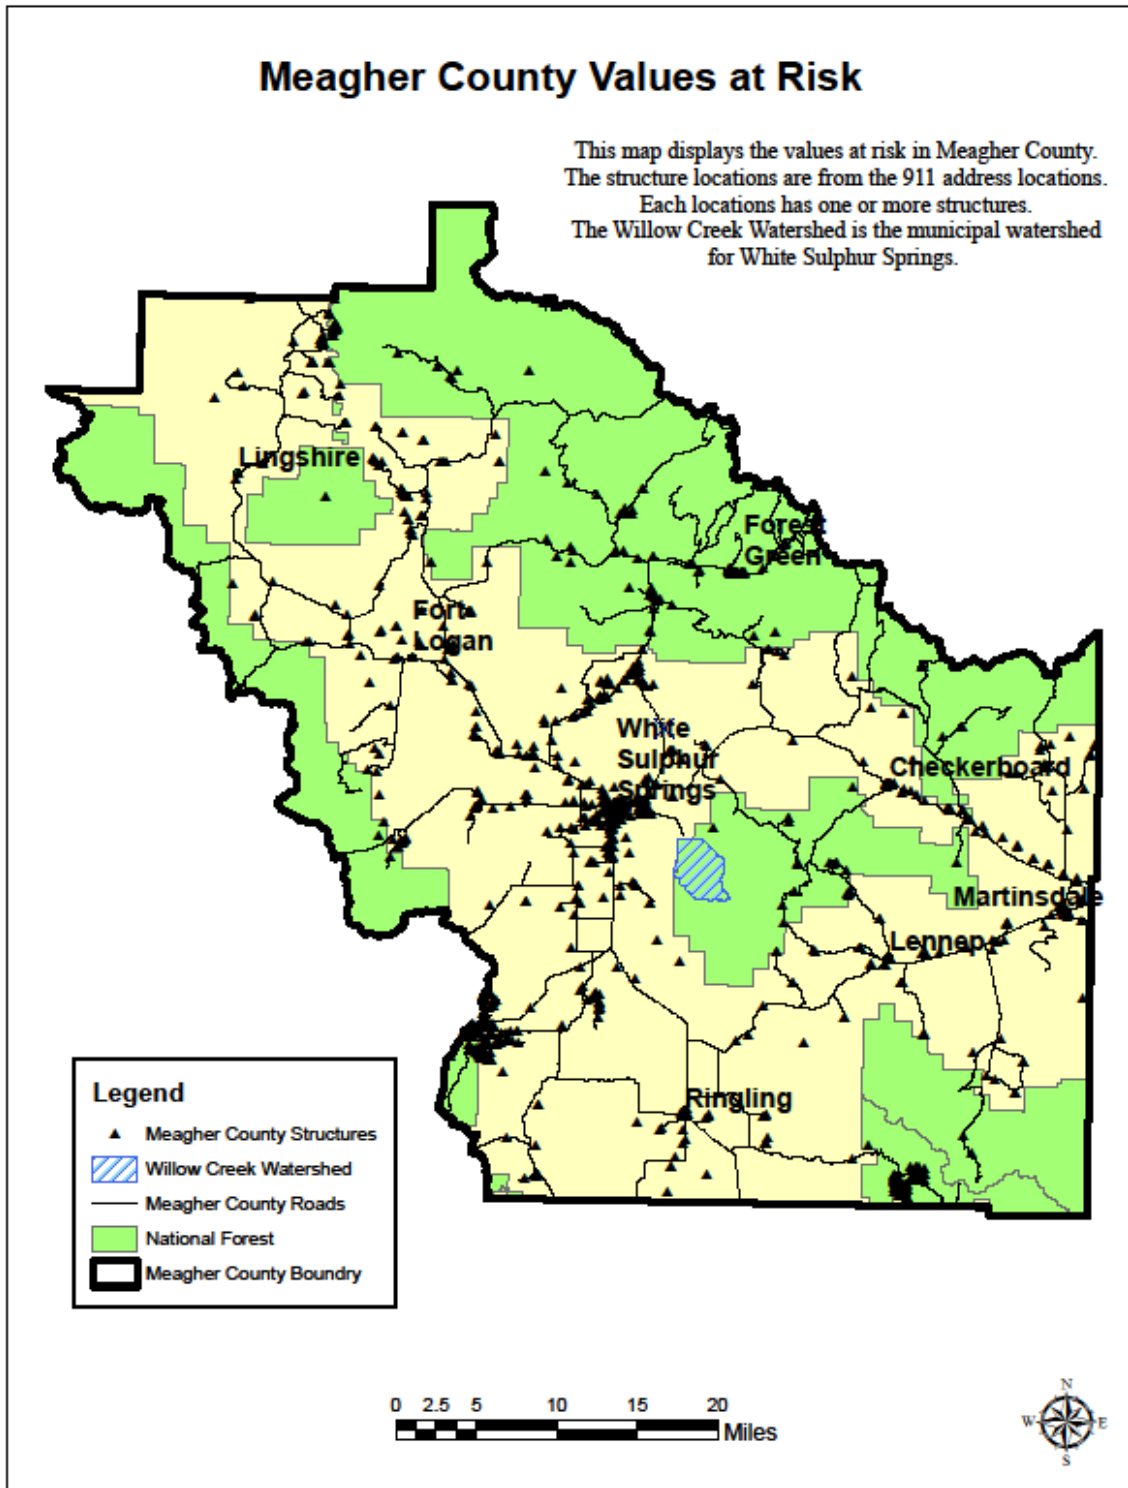 Meagher County Values at Risk
This map displays the values at risk in Meagher County.
The structure locations are from the 911 address locations.
Each locations has one or more structures.
The Willow Creek Watershed is the municipal watershed
for White Sulphur Springs.
Lingshire
Forest
Green
Fort
Logan
White
Sulphur
Springs
Checkerboard
Martinsdale
Lennep
Ringling
Legend
Meagher County Structures
Willow Creek Watershed
Meagher County Roads
National Forest
Meagher County Boundry
0 2.5 5 10 15 20
Miles
N
W E
S